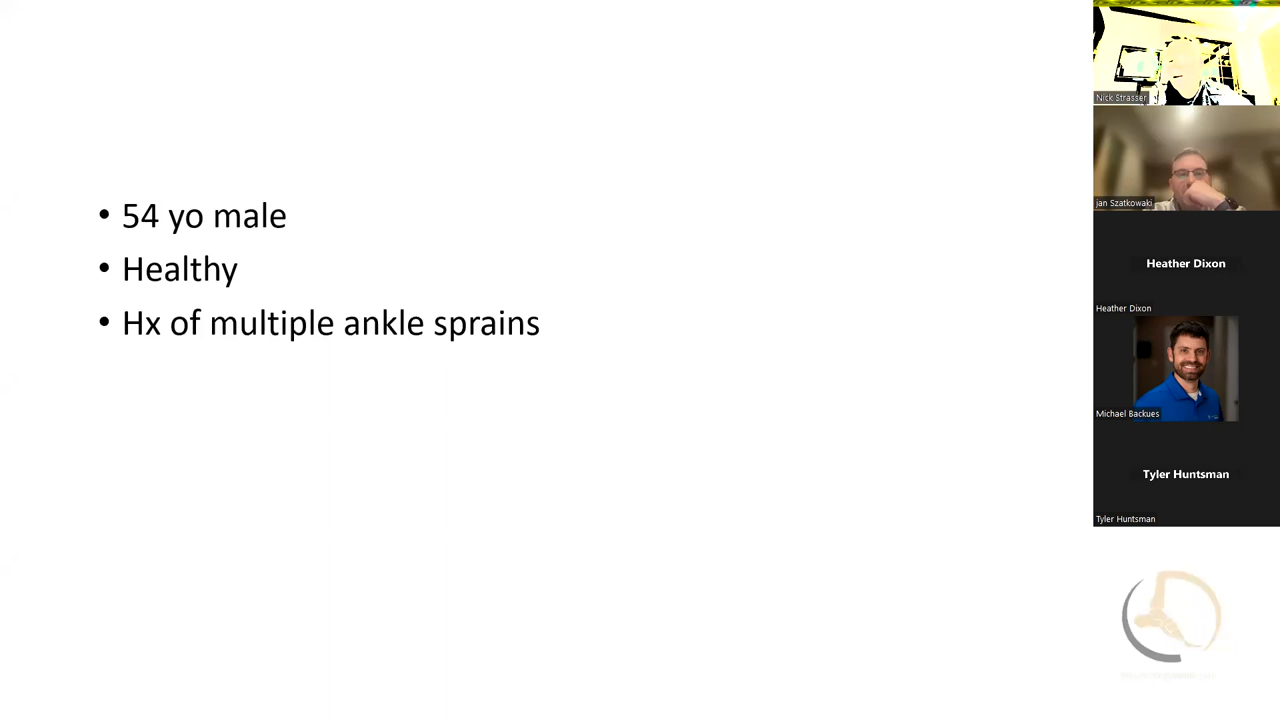 • 54 yo male
• Healthy
• Hx of multiple ankle sprains
Nick Strasser
jan Szatkowaki
Heather Dixon
Heather Dixon
Michael Backues
Tyler Huntsman
Tyler Huntsman